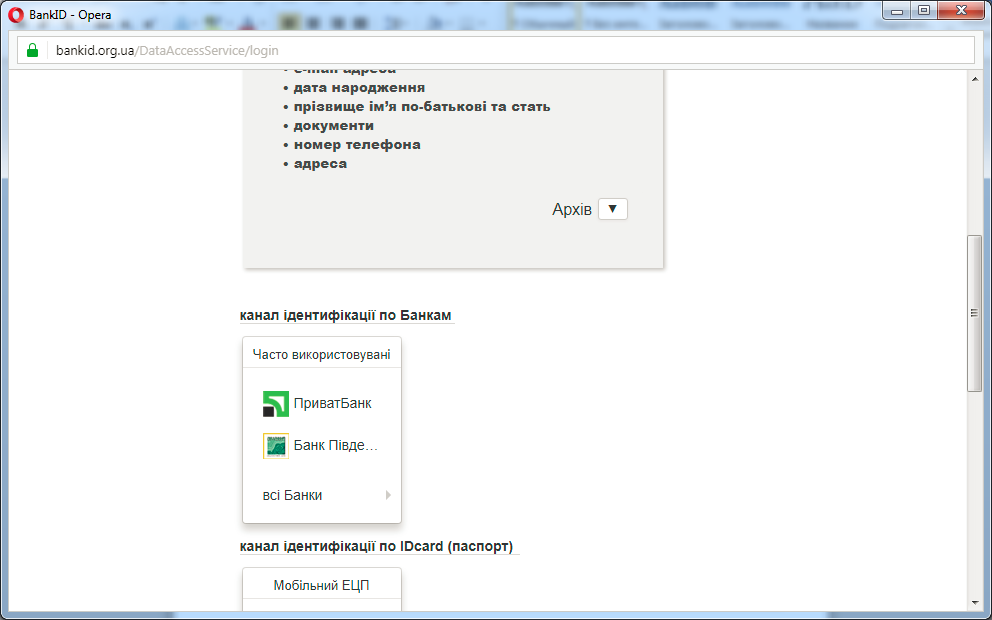 BankID - Opera
bankid.org.ua/DataAccessService/login
• e-mail адреса
• дата народження
• прізвище ім'я по-батькові та стать
• документи
• номер телефона
• адреса
Архів ▼
канал ідентифікації по Банкам
Часто використовувані
ПриватБанк
Банк Півде...
всі Банки
канал ідентифікації по IDcard (паспорт)
Мобільний ЕЦП